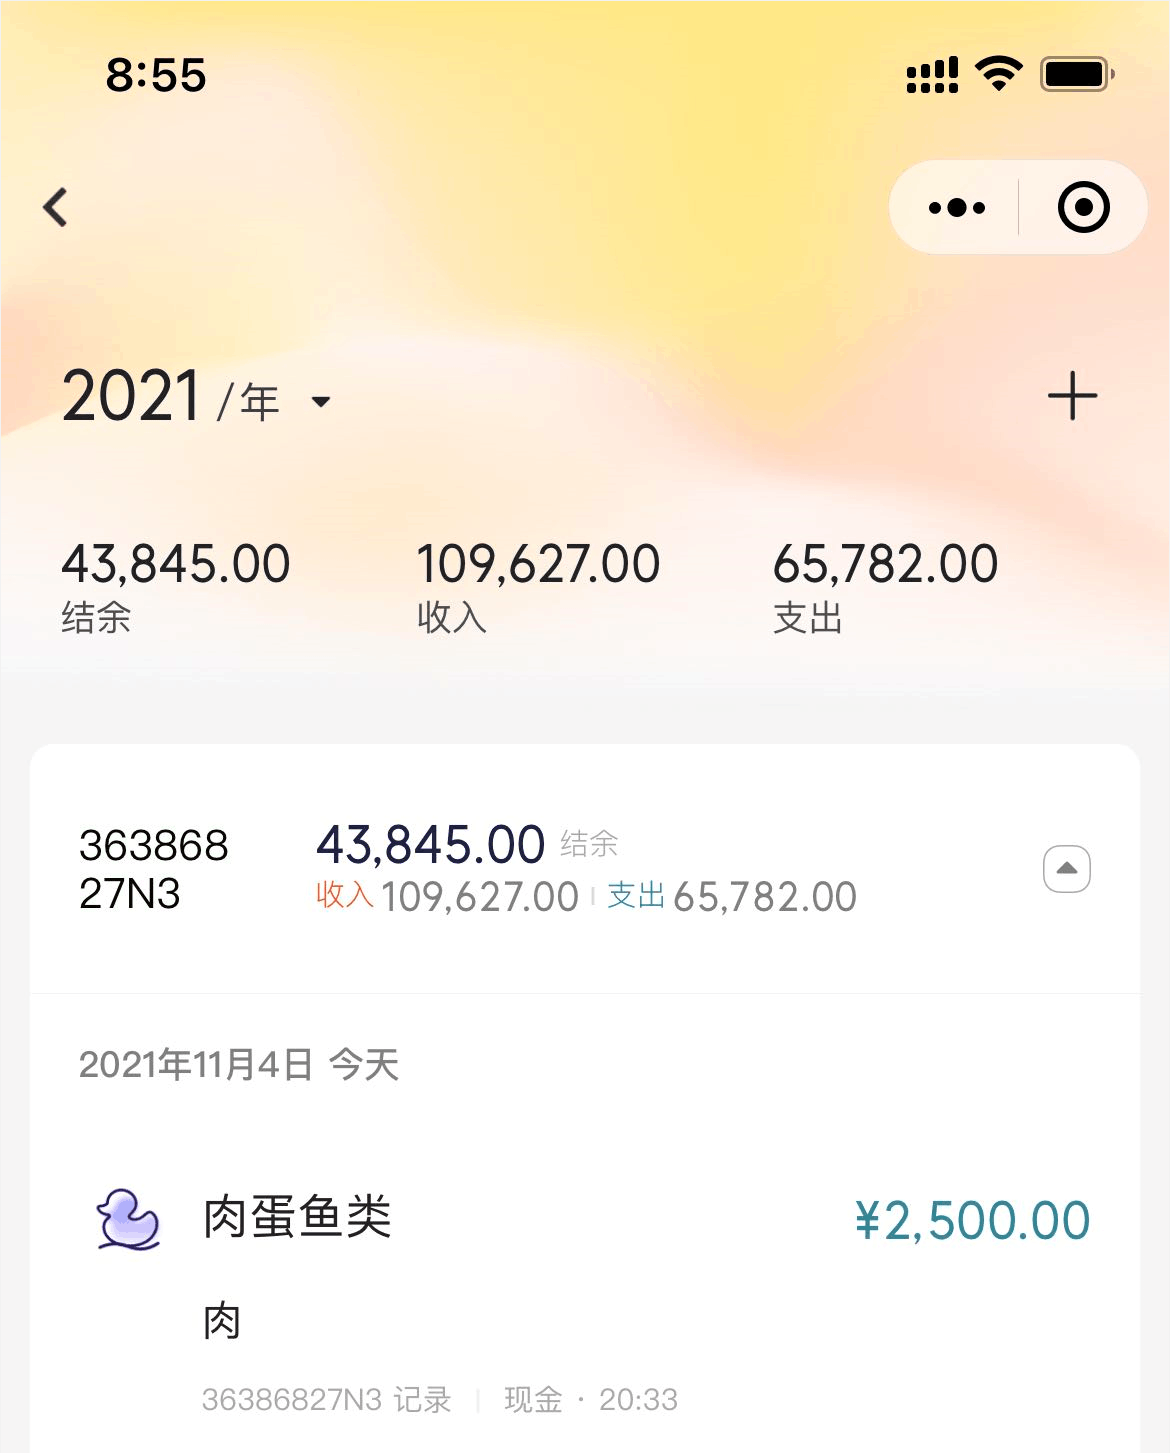 8:55
2021 / 年
43,845.00 109,627.00 65,782.00
结余 收入 支出
363868
27N3
43,845.00 结余
收入 109,627.00 | 支出 65,782.00
2021年11月4日 今天
肉蛋鱼类 ¥2,500.00
肉
36386827N3 记录 | 现金 · 20:33